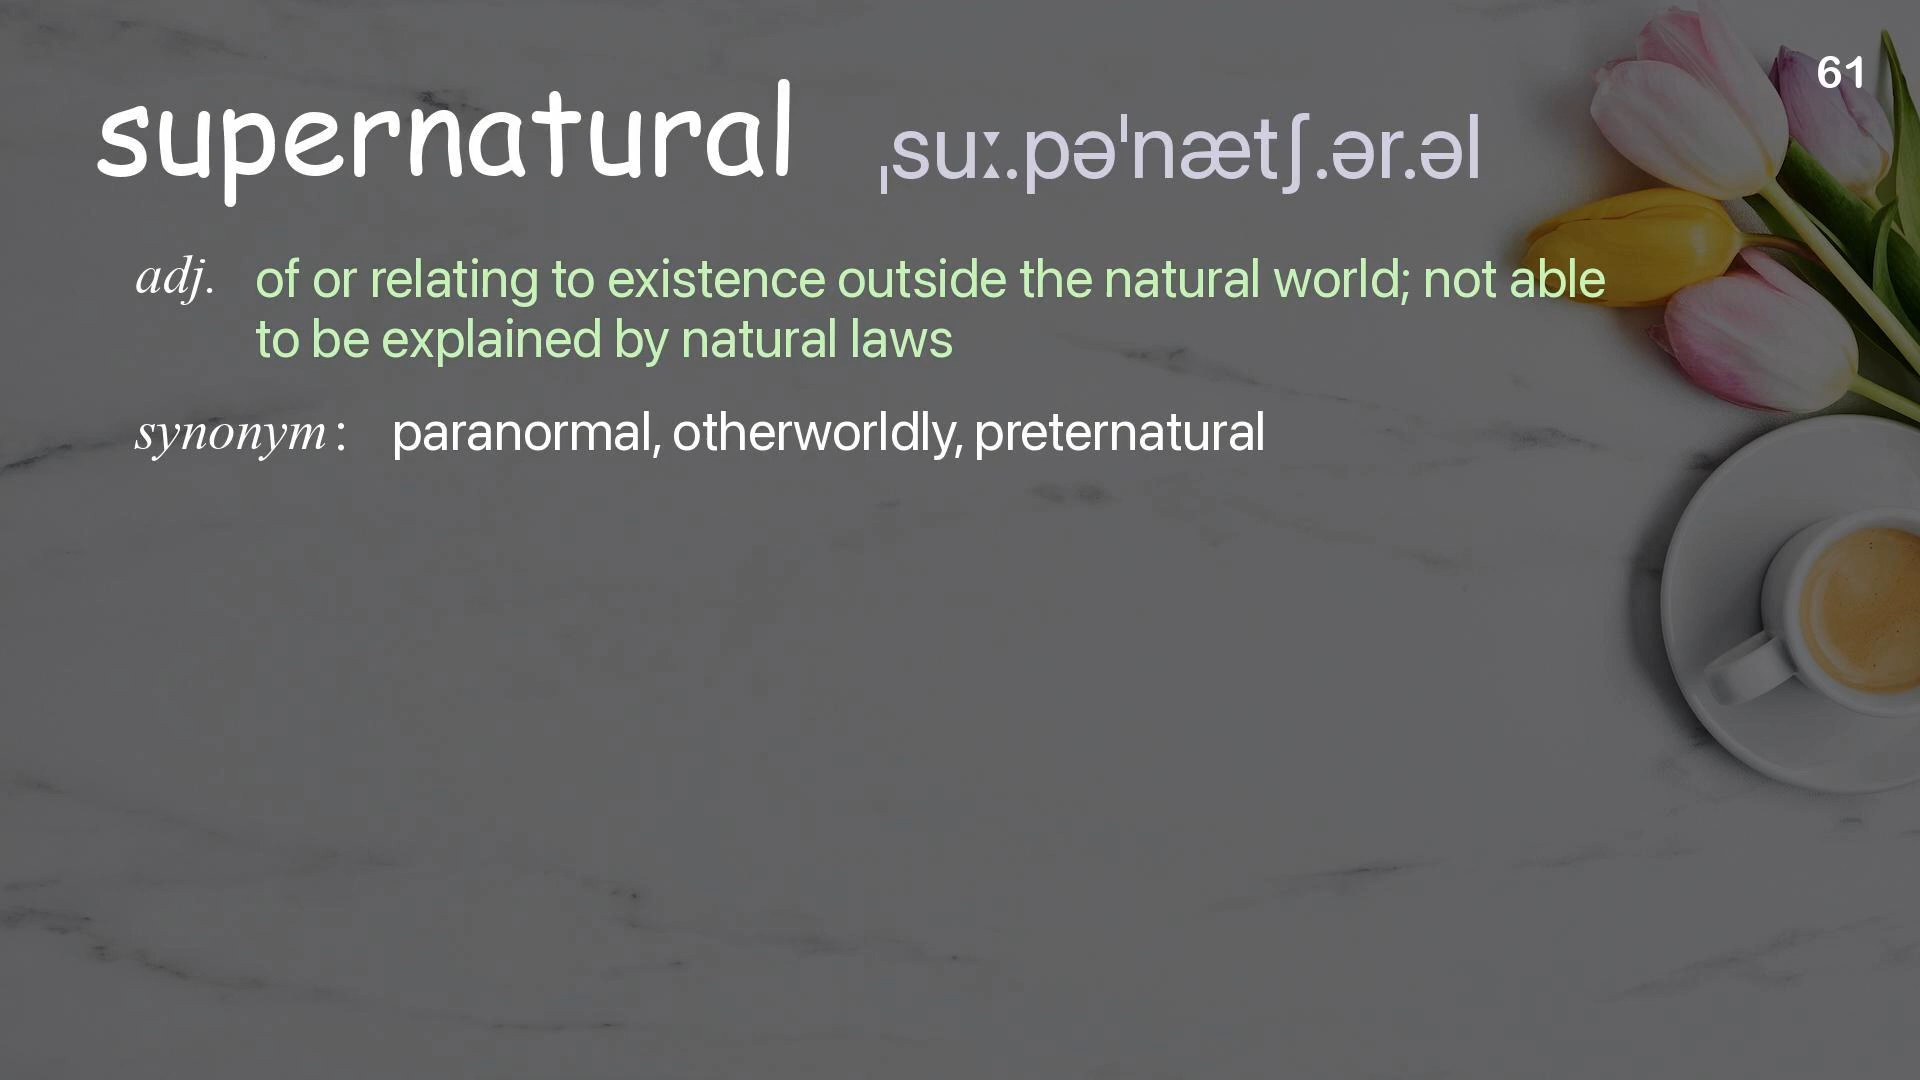 61
supernatural ˌsuː.pəˈnætʃ.ər.əl
adj. of or relating to existence outside the natural world; not able
to be explained by natural laws
synonym: paranormal, otherworldly, preternatural